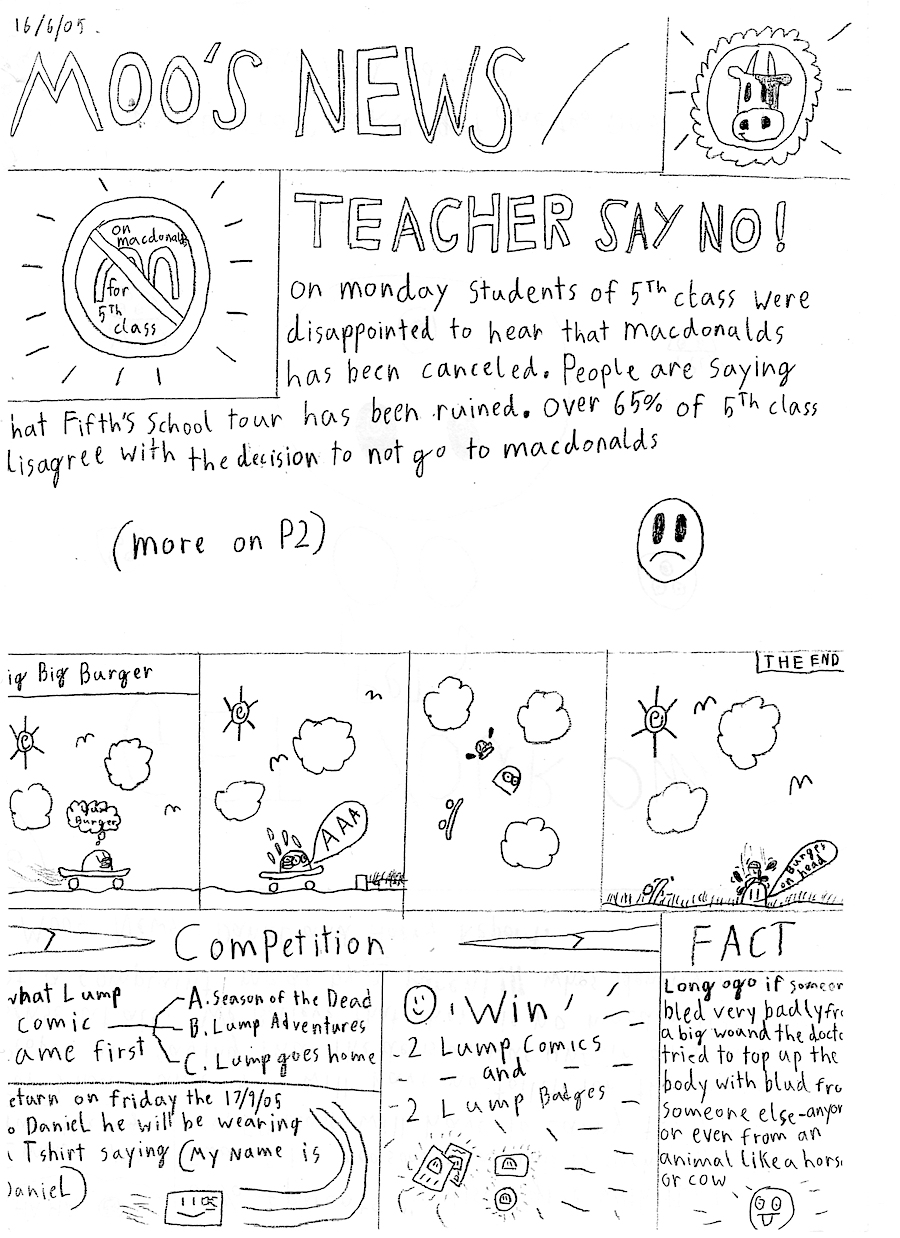 16/6/05.
MOO'S NEWS
on
macdonalds
for
5Th
class
TEACHER SAY NO!
on monday students of 5Th class were
disappointed to hear that macdonalds
has been canceled. People are saying
hat Fifth's School tour has been ruined. Over 65% of 5Th class
lisagree with the decision to not go to macdonalds
(more on P2)
ig Big Burger
Burger
AAA
THE END
Burger
on head
Competition
what Lump
comic
ame first
A. Season of the Dead
B. Lump Adventures
C. Lump goes home
eturn on friday the 17/9/05
o Daniel he will be wearing
Tshirt saying (My Name is
Daniel)
Win
2 Lump Comics
and
2 Lump Badges
FACT
Long ogo if someon
bled very badly fr
a big wound the docto
tried to top up the
body with blud fro
someone else-anyon
or even from an
animal like a hors
or cow